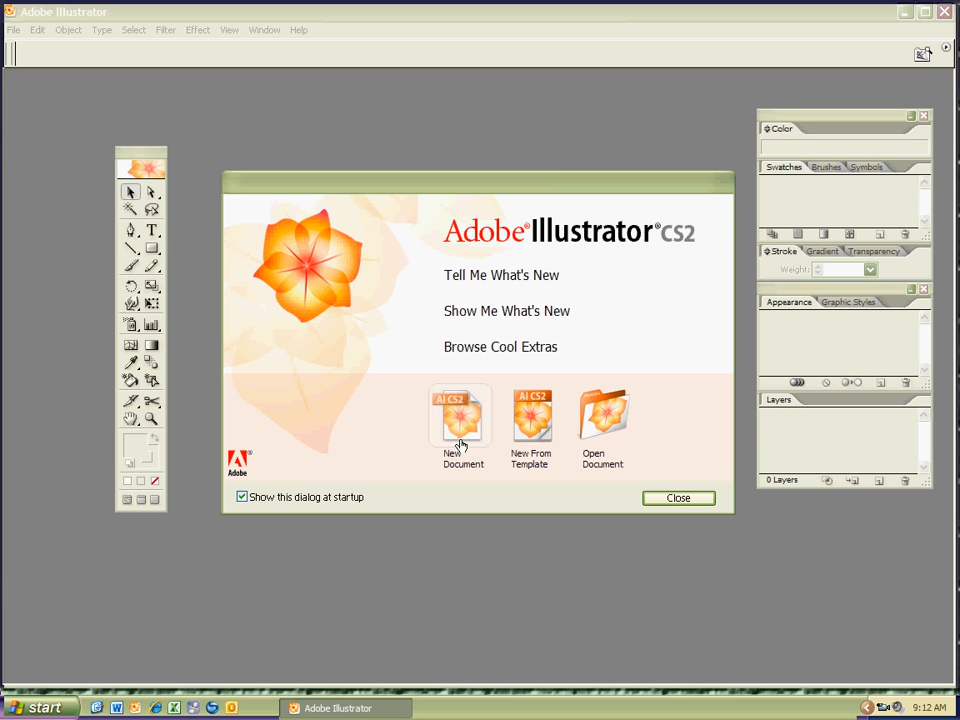 Adobe Illustrator
File Edit Object Type Select Filter Effect View Window Help
Color
Swatches Brushes Symbols
Stroke Gradient Transparency
Weight:
Appearance Graphic Styles
Layers
0 Layers
Adobe® Illustrator® CS2
Tell Me What's New
Show Me What's New
Browse Cool Extras
AI CS2
AI CS2
New
Document
New From
Template
Open
Document
Adobe®
Show this dialog at startup
Close
start
Adobe Illustrator
9:12 AM